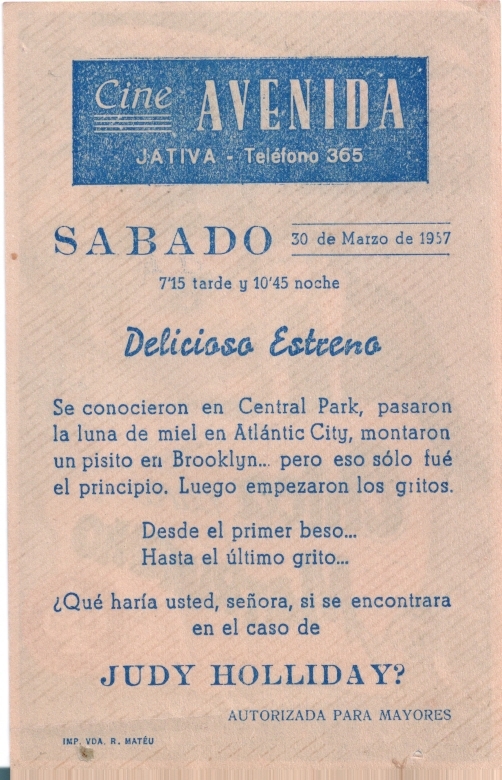 Cine AVENIDA
JATIVA - Teléfono 365
SABADO 30 de Marzo de 1957
7'15 tarde y 10'45 noche
Delicioso Estreno
Se conocieron en Central Park, pasaron
la luna de miel en Atlántic City, montaron
un pisito en Brooklyn... pero eso sólo fué
el principio. Luego empezaron los gritos.
Desde el primer beso...
Hasta el último grito...
¿Qué haría usted, señora, si se encontrara
en el caso de
JUDY HOLLIDAY?
AUTORIZADA PARA MAYORES
IMP. VDA. R. MATÉU